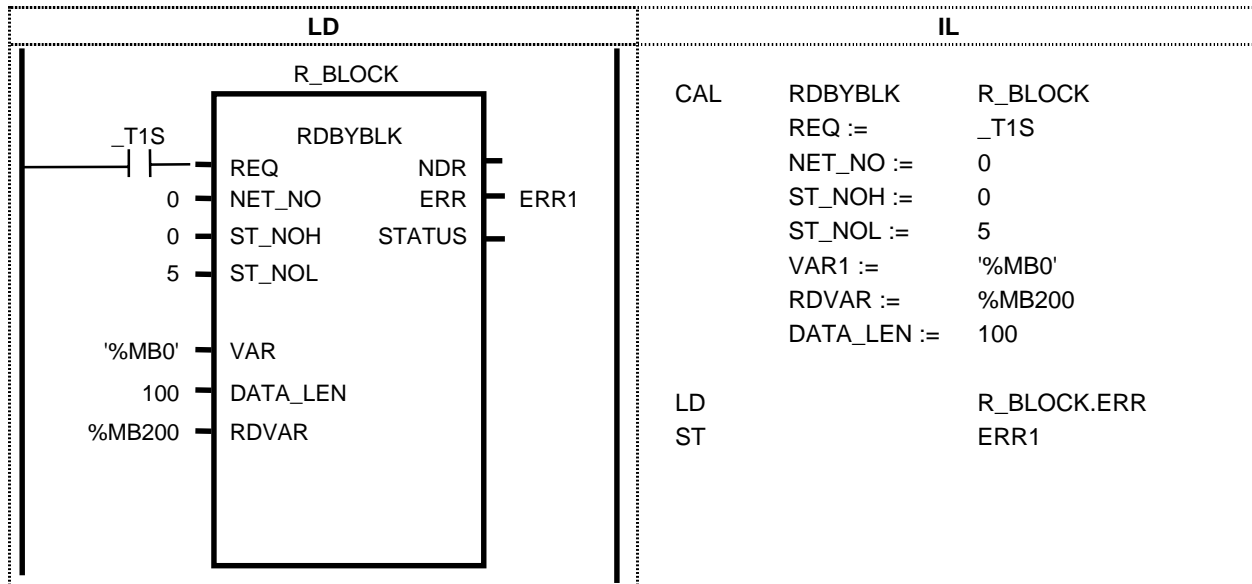 LD
IL
R_BLOCK
RDBYBLK
_T1S
REQ NDR
0 NET_NO ERR ERR1
0 ST_NOH STATUS
5 ST_NOL
'%MB0' VAR
100 DATA_LEN
%MB200 RDVAR
CAL RDBYBLK R_BLOCK
REQ := _T1S
NET_NO := 0
ST_NOH := 0
ST_NOL := 5
VAR1 := '%MB0'
RDVAR := %MB200
DATA_LEN := 100
LD R_BLOCK.ERR
ST ERR1